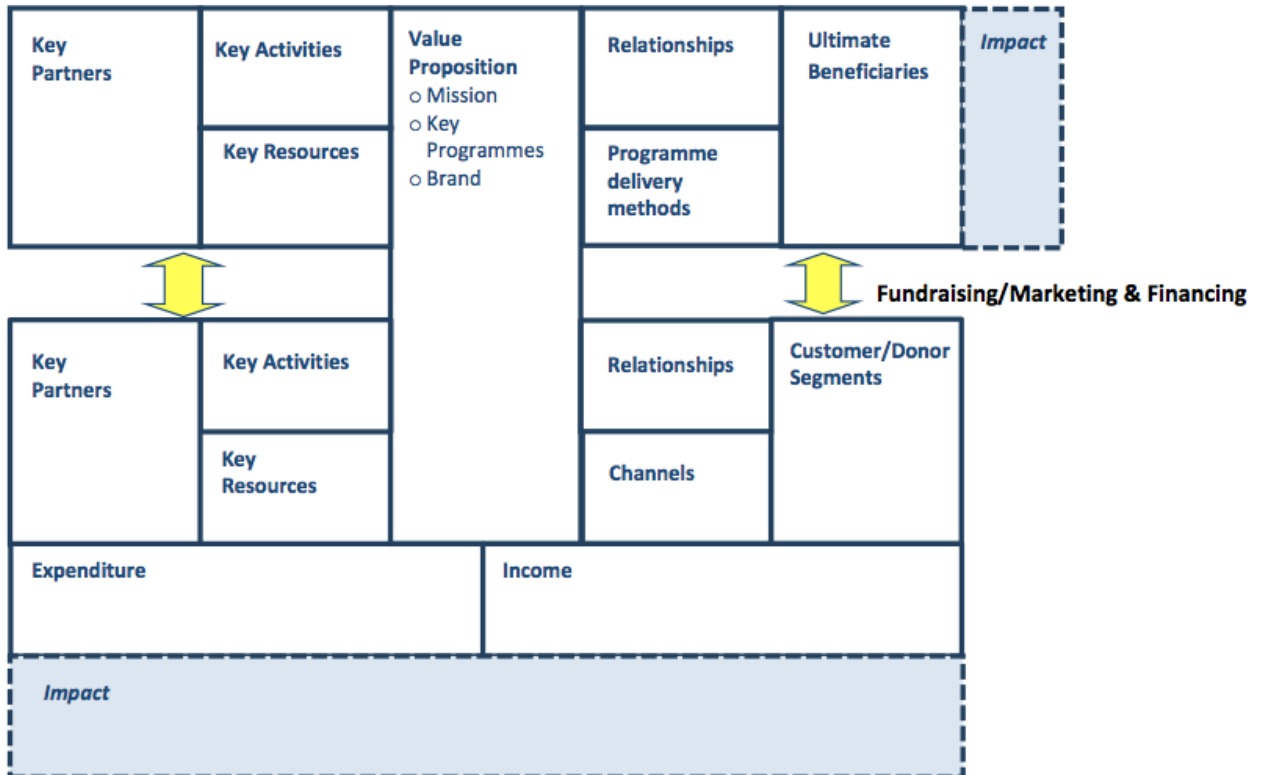 Key
Partners
Key Activities
Key Resources
Value
Proposition
o Mission
o Key
Programmes
o Brand
Relationships
Programme
delivery
methods
Ultimate
Beneficiaries
Impact
Fundraising/Marketing & Financing
Key
Partners
Key Activities
Key
Resources
Relationships
Channels
Customer/Donor
Segments
Expenditure
Income
Impact